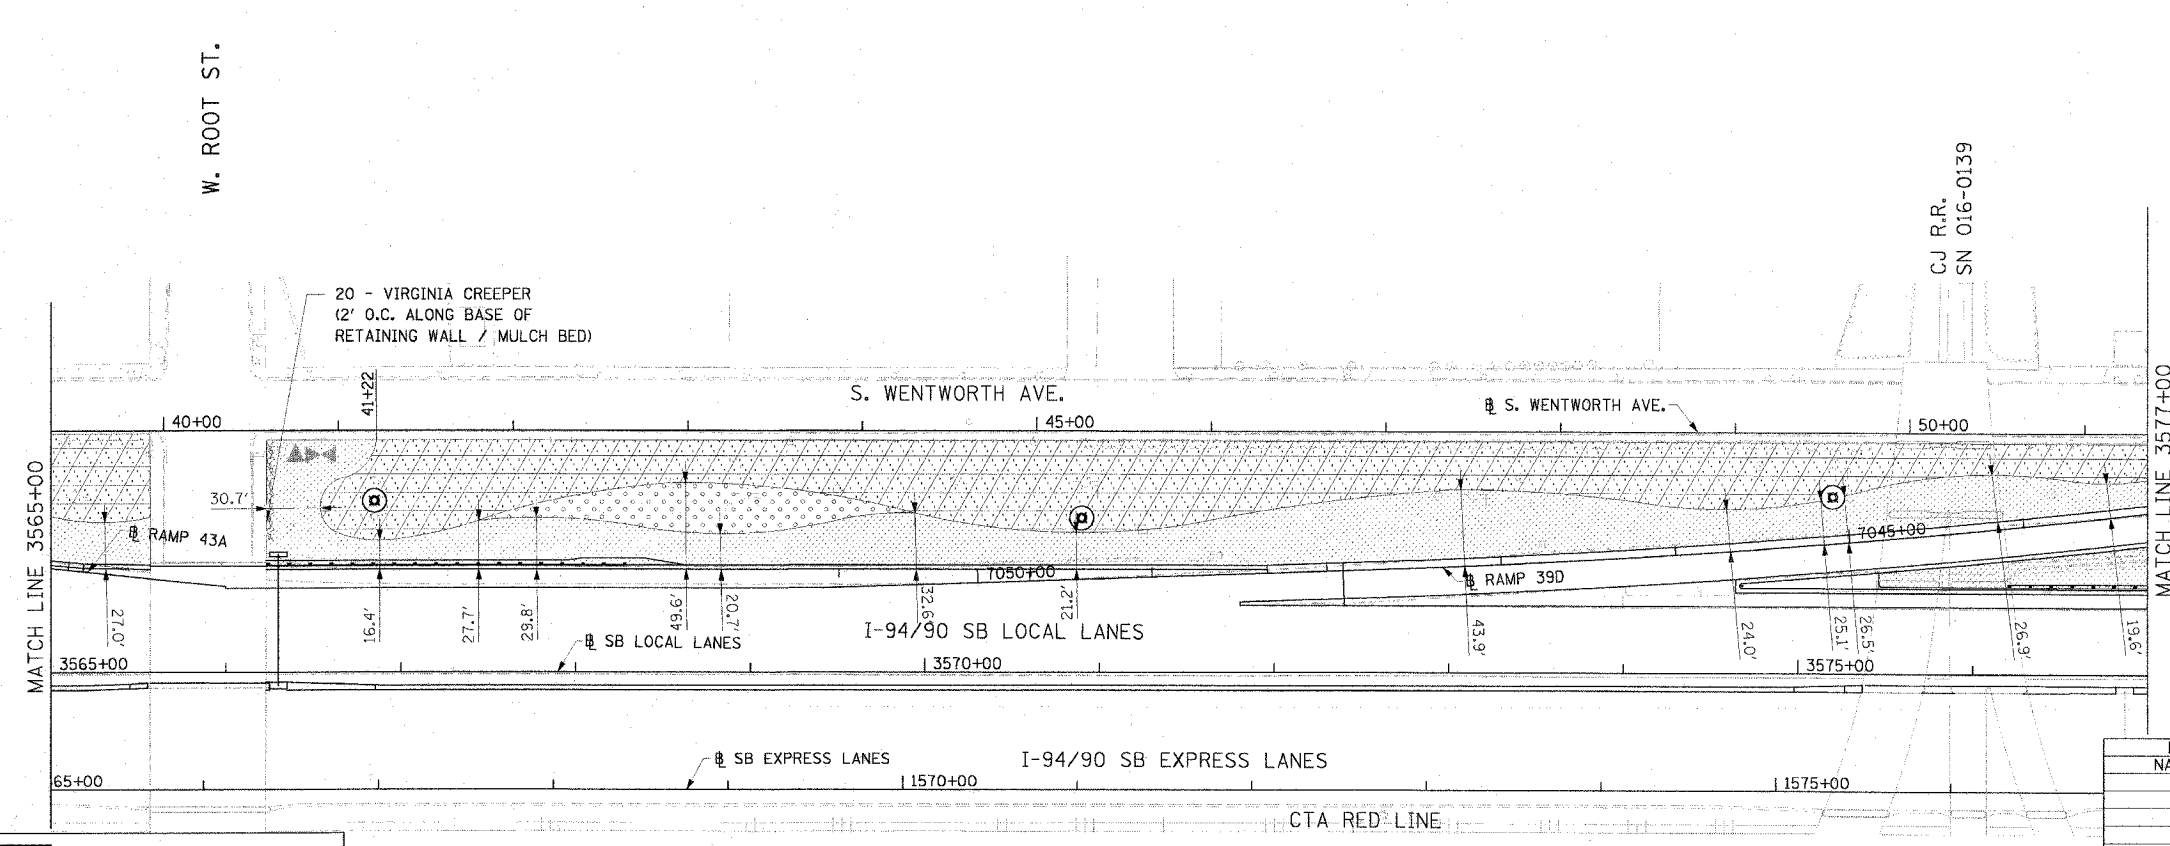 W. ROOT ST.
CJ R.R.
SN 016-0139
20 - VIRGINIA CREEPER
(2' O.C. ALONG BASE OF
RETAINING WALL / MULCH BED)
41+22
S. WENTWORTH AVE.
℄ S. WENTWORTH AVE.
40+00
45+00
50+00
MATCH LINE 3565+00
MATCH LINE 3577+00
30.7'
℄ RAMP 43A
7045+00
7050+00
℄ RAMP 39D
27.0'
16.4'
27.7'
29.8'
49.6'
20.7'
32.6'
21.2'
43.9'
24.0'
25.1'
26.5'
26.9'
19.6'
I-94/90 SB LOCAL LANES
℄ SB LOCAL LANES
3565+00
3570+00
3575+00
℄ SB EXPRESS LANES
I-94/90 SB EXPRESS LANES
65+00
1570+00
1575+00
CTA RED LINE
NA